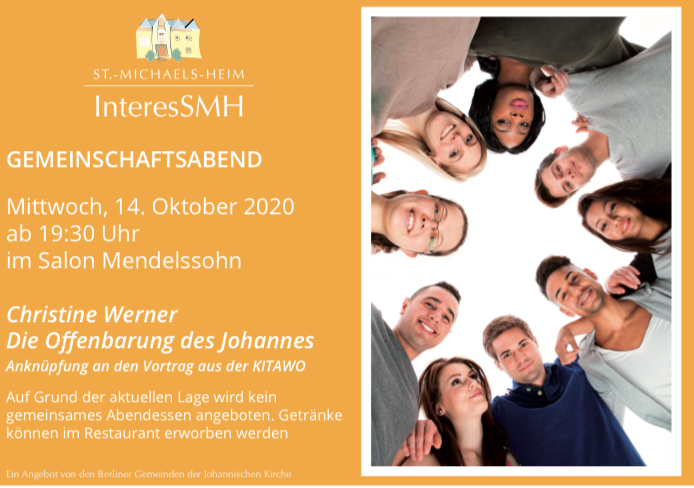 ST.-MICHAELS-HEIM
InteresSMH
GEMEINSCHAFTSABEND
Mittwoch, 14. Oktober 2020
ab 19:30 Uhr
im Salon Mendelssohn
Christine Werner
Die Offenbarung des Johannes
Anknüpfung an den Vortrag aus der KITAWO
Auf Grund der aktuellen Lage wird kein
gemeinsames Abendessen angeboten. Getränke
können im Restaurant erworben werden
Ein Angebot von den Berliner Gemeinden der Johannischen Kirche